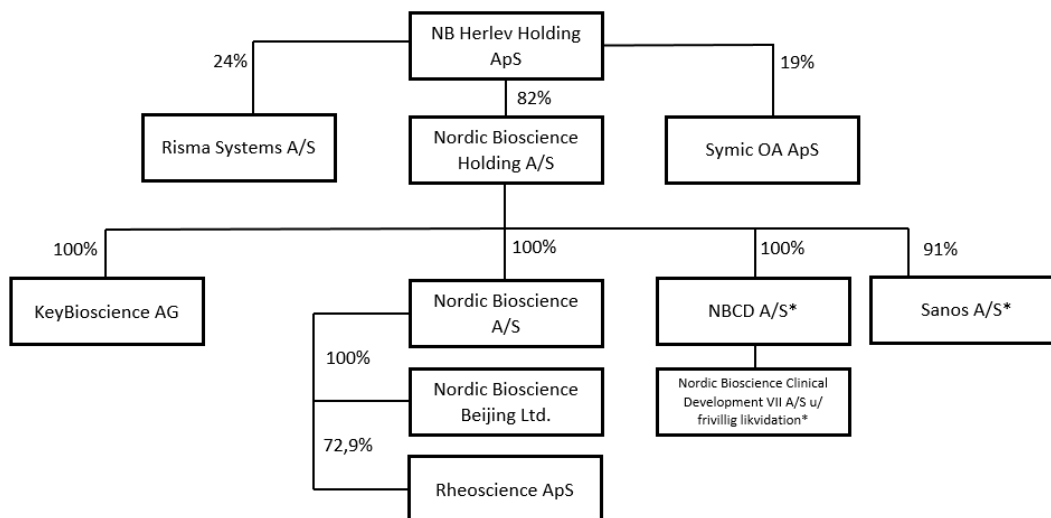 NB Herlev Holding
ApS
24%
19%
82%
Risma Systems A/S
Nordic Bioscience
Holding A/S
Symic OA ApS
100%
100%
100%
91%
KeyBioscience AG
Nordic Bioscience
A/S
NBCD A/S*
Sanos A/S*
100%
Nordic Bioscience
Beijing Ltd.
Nordic Bioscience Clinical
Development VII A/S u/
frivillig likvidation*
72,9%
Rheoscience ApS